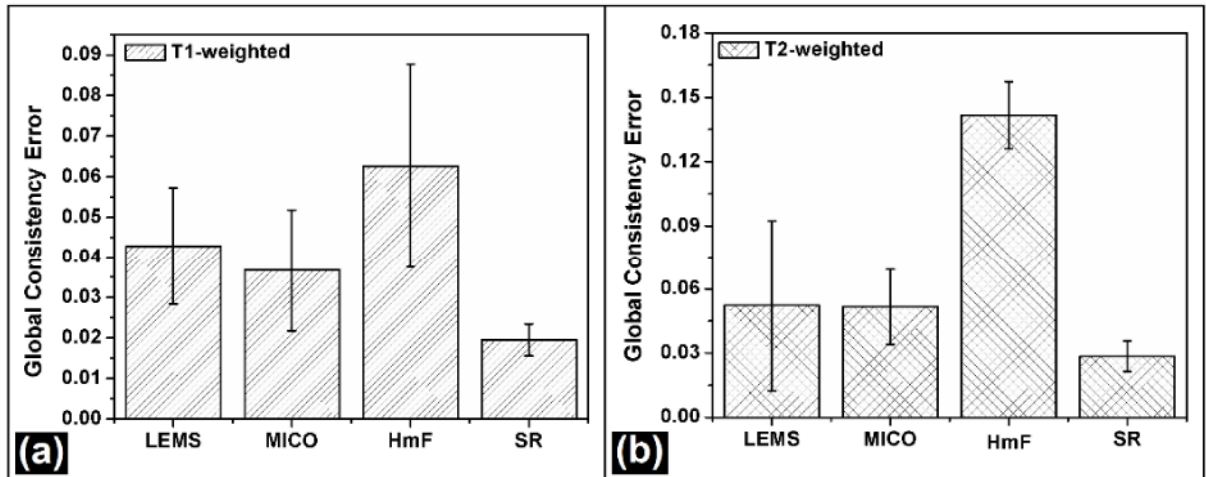 T1-weighted
Global Consistency Error
0.09
0.08
0.07
0.06
0.05
0.04
0.03
0.02
0.01
0.00
LEMS MICO HmF SR
(a)
T2-weighted
Global Consistency Error
0.18
0.15
0.12
0.09
0.06
0.03
0.00
LEMS MICO HmF SR
(b)